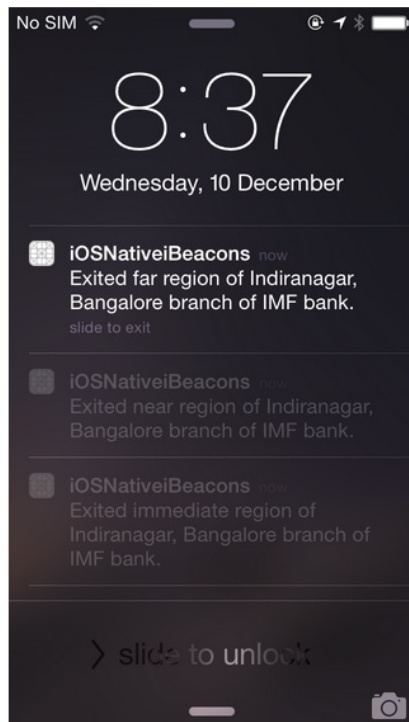 No SIM
8:37
Wednesday, 10 December
iOSNativeiBeacons now
Exited far region of Indiranagar,
Bangalore branch of IMF bank.
slide to exit
iOSNativeiBeacons now
Exited near region of Indiranagar,
Bangalore branch of IMF bank.
iOSNativeiBeacons now
Exited immediate region of
Indiranagar, Bangalore branch of
IMF bank.
slide to unlock